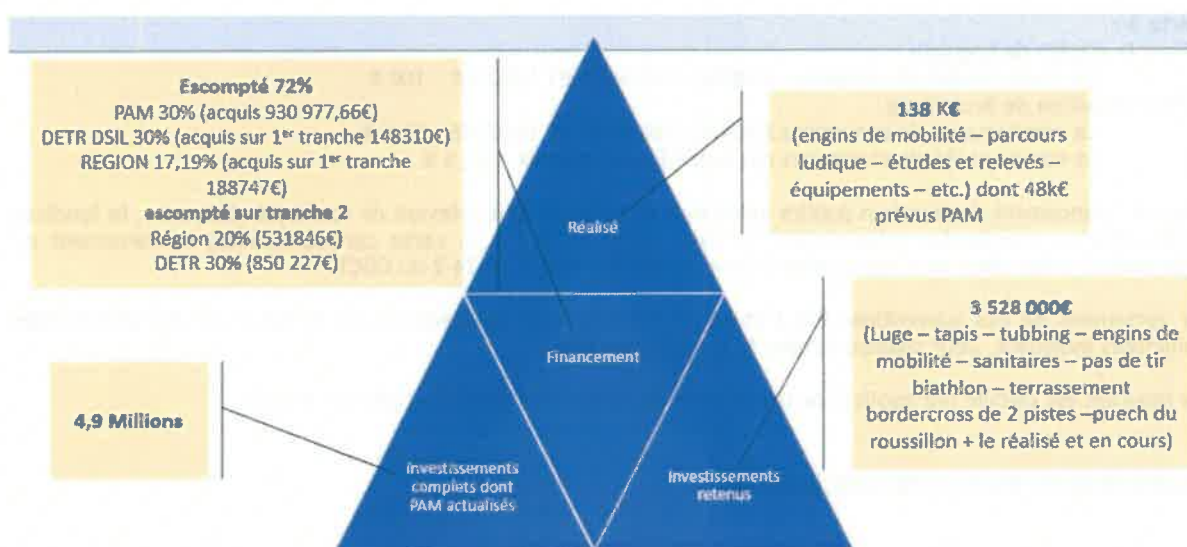 Escompté 72%
PAM 30% (acquis 930 977,66€)
DETR DSIL 30% (acquis sur 1er tranche 148310€)
REGION 17,19% (acquis sur 1er tranche
188747€)
escompté sur tranche 2
Région 20% (531846€)
DETR 30% (850 227€)
138 K€
(engins de mobilité – parcours
ludique – études et relevés –
équipements – etc.) dont 48k€
prévus PAM
Réalisé
Financement
3 528 000€
(Luge – tapis – tubbing – engins de
mobilité – sanitaires – pas de tir
biathlon – terrassement
bordercross de 2 pistes –puech du
roussillon + le réalisé et en cours)
4,9 Millions
Investissements
complets dont
PAM actualisés
Investissements
retenus